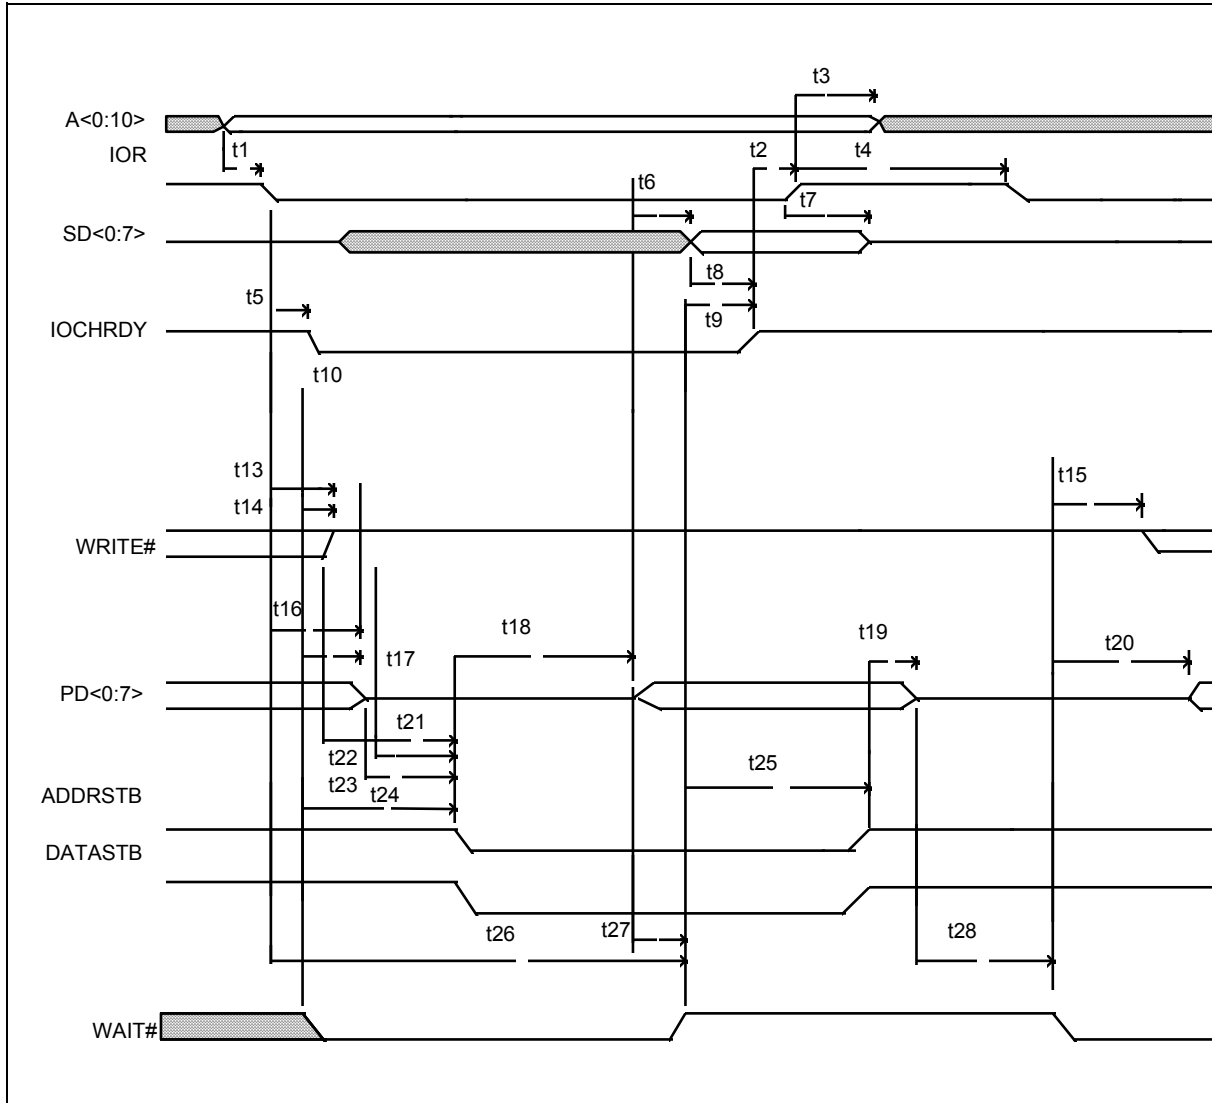 t3
A<0:10>
IOR
t1
t2
t4
t6
t7
SD<0:7>
t8
t5
t9
IOCHRDY
t10
t13
t15
t14
WRITE#
t16
t18
t19
t17
t20
PD<0:7>
t21
t22
t25
t23
t24
ADDRSTB
DATASTB
t26
t27
t28
WAIT#